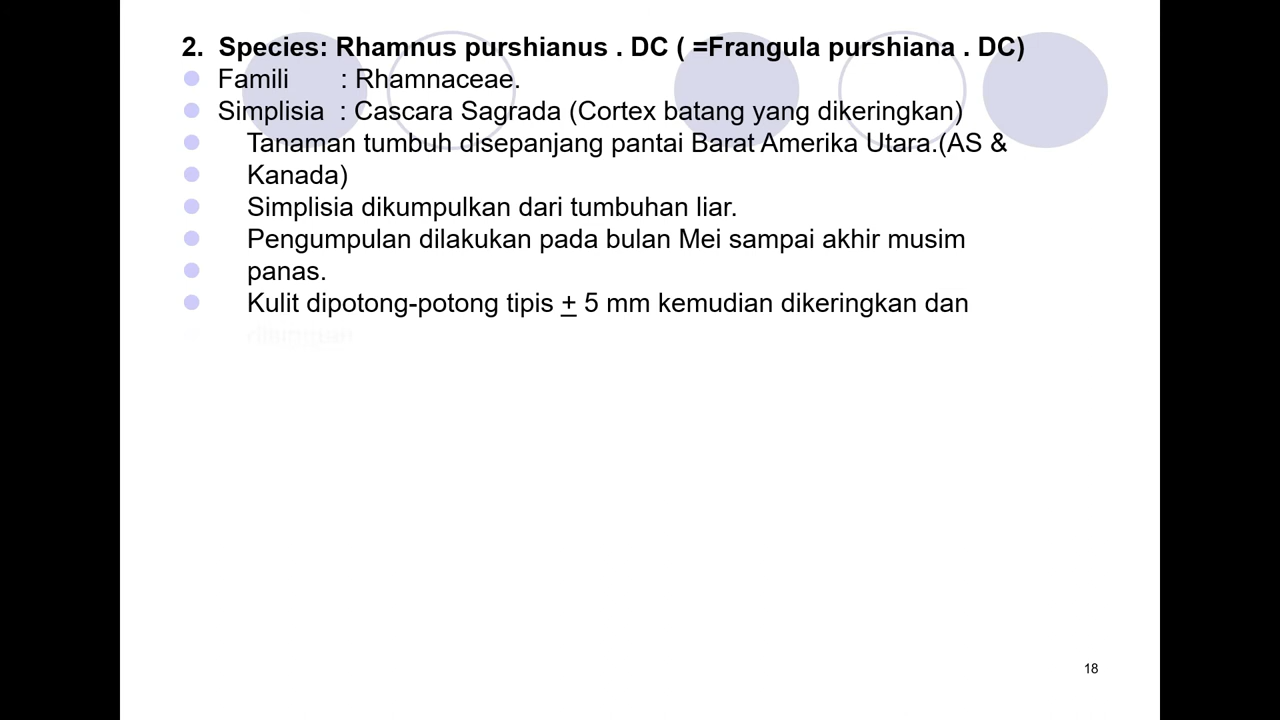 2. Species: Rhamnus purshianus . DC ( =Frangula purshiana . DC)
Famili : Rhamnaceae.
Simplisia : Cascara Sagrada (Cortex batang yang dikeringkan)
Tanaman tumbuh disepanjang pantai Barat Amerika Utara.(AS &
Kanada)
Simplisia dikumpulkan dari tumbuhan liar.
Pengumpulan dilakukan pada bulan Mei sampai akhir musim
panas.
Kulit dipotong-potong tipis ± 5 mm kemudian dikeringkan dan
18